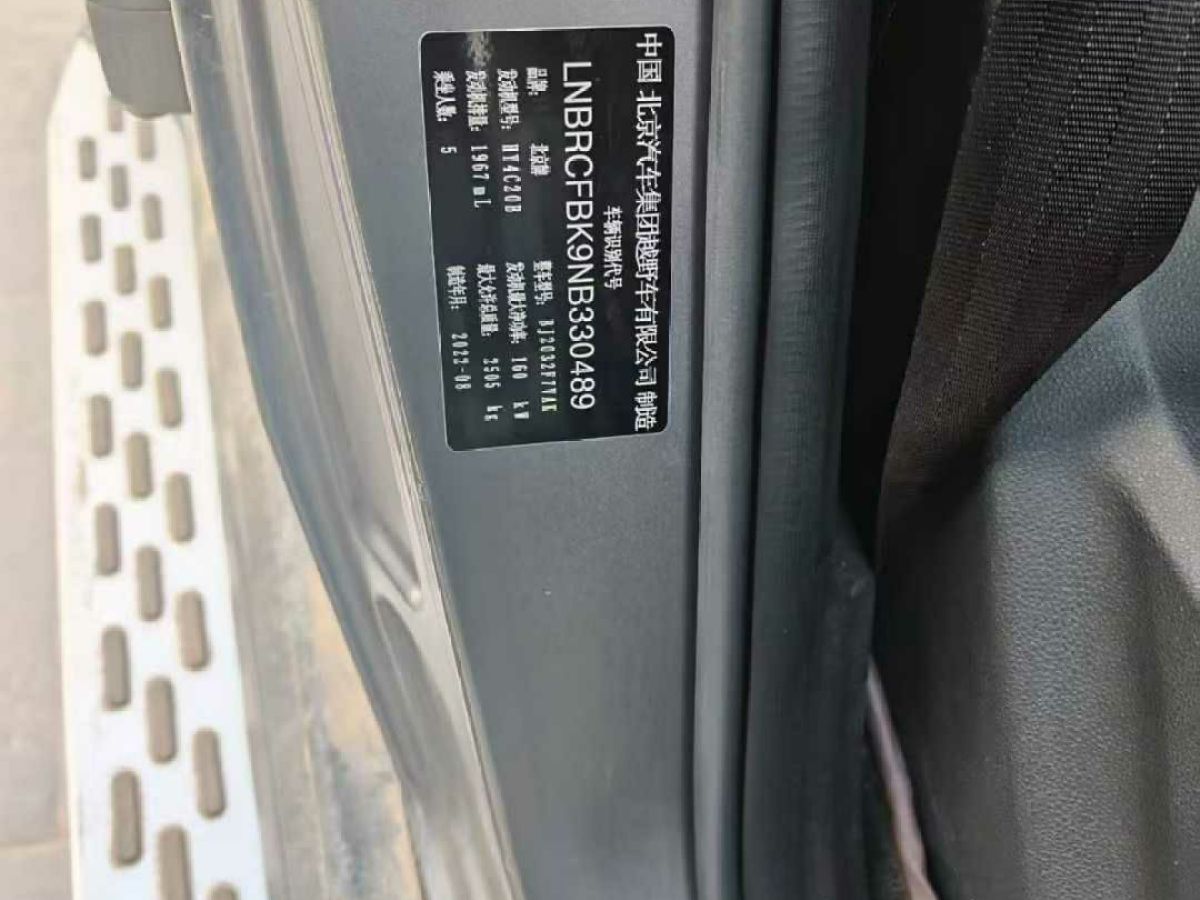 中国 北京汽车集团越野车有限公司 制造
车辆识别代号
LNBRCFBK9NB330489
品牌: 北京牌 整车型号: BJ2032F7VAK
发动机型号: HY4C20B 发动机最大净功率: 160 kW
发动机排量: 1967mL 最大允许总质量: 2505 kg
乘坐人数: 5 制造年月: 2022-08